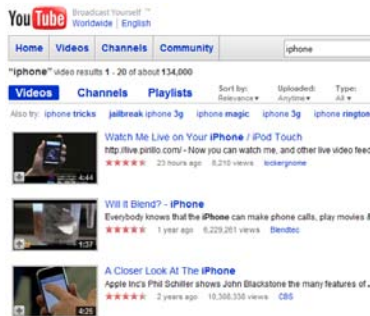 YouTube Broadcast Yourself ™
Worldwide | English
Home Videos Channels Community iphone
"iphone" video results 1 - 20 of about 134,000
Videos Channels Playlists Sort by: Relevance▾ Uploaded: Anytime▾ Type: All ▾
Also try: iphone tricks jailbreak iphone 3g iphone magic iphone 3g iphone rington
Watch Me Live on Your iPhone / iPod Touch
http://live.pirillo.com/ - Now you can watch me, and other live video feed
23 hours ago 8,210 views lockergnome
4:44
Will It Blend? - iPhone
Everybody knows that the iPhone can make phone calls, play movies &
1 year ago 6,229,261 views Blendtec
1:37
A Closer Look At The iPhone
Apple Inc's Phil Schiller shows John Blackstone the many features of
2 years ago 10,308,338 views CBS
4:26